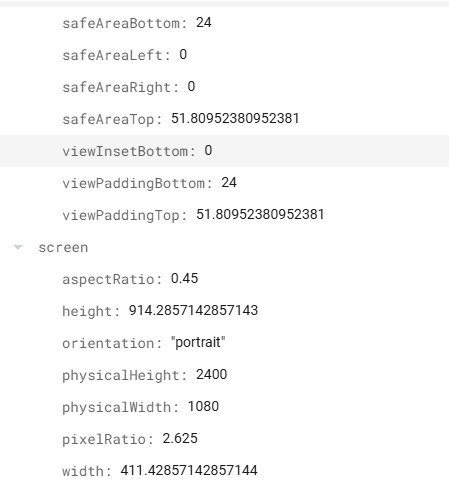 safeAreaBottom: 24
safeAreaLeft: 0
safeAreaRight: 0
safeAreaTop: 51.80952380952381
viewInsetBottom: 0
viewPaddingBottom: 24
viewPaddingTop: 51.80952380952381
screen
aspectRatio: 0.45
height: 914.2857142857143
orientation: "portrait"
physicalHeight: 2400
physicalWidth: 1080
pixelRatio: 2.625
width: 411.42857142857144